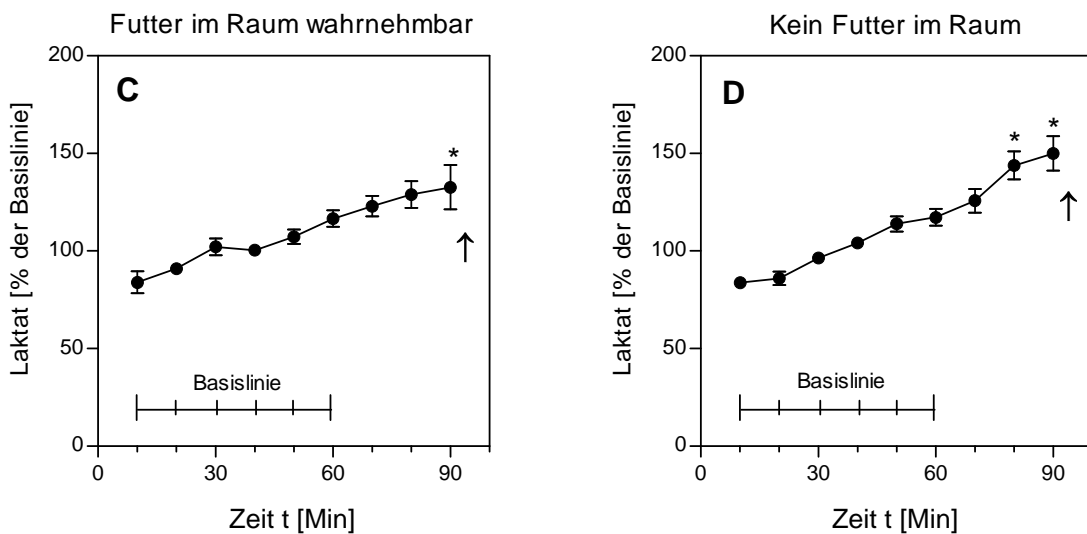 Futter im Raum wahrnehmbar
C
Laktat [% der Basislinie]
200
150
100
50
0
*
Basislinie
0 30 60 90
Zeit t [Min]
Kein Futter im Raum
D
Laktat [% der Basislinie]
200
150
100
50
0
* *
Basislinie
0 30 60 90
Zeit t [Min]